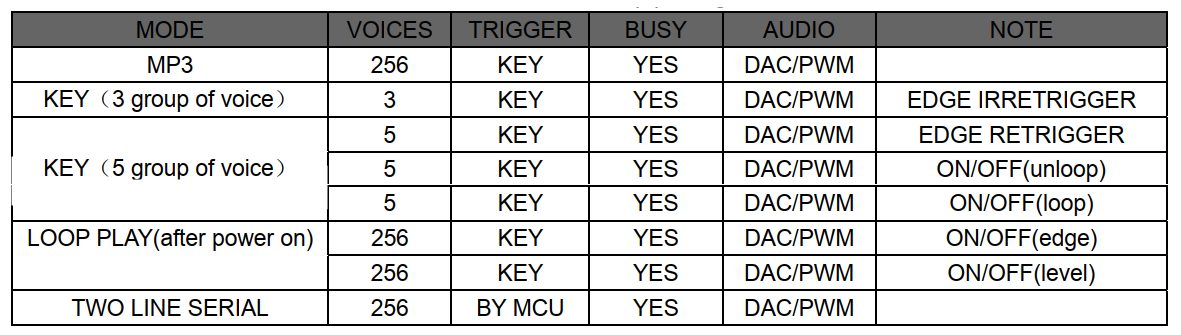 MODE VOICES TRIGGER BUSY AUDIO NOTE
MP3 256 KEY YES DAC/PWM
KEY（3 group of voice） 3 KEY YES DAC/PWM EDGE IRRETRIGGER
5 KEY YES DAC/PWM EDGE RETRIGGER
KEY（5 group of voice） 5 KEY YES DAC/PWM ON/OFF(unloop)
5 KEY YES DAC/PWM ON/OFF(loop)
LOOP PLAY(after power on) 256 KEY YES DAC/PWM ON/OFF(edge)
256 KEY YES DAC/PWM ON/OFF(level)
TWO LINE SERIAL 256 BY MCU YES DAC/PWM